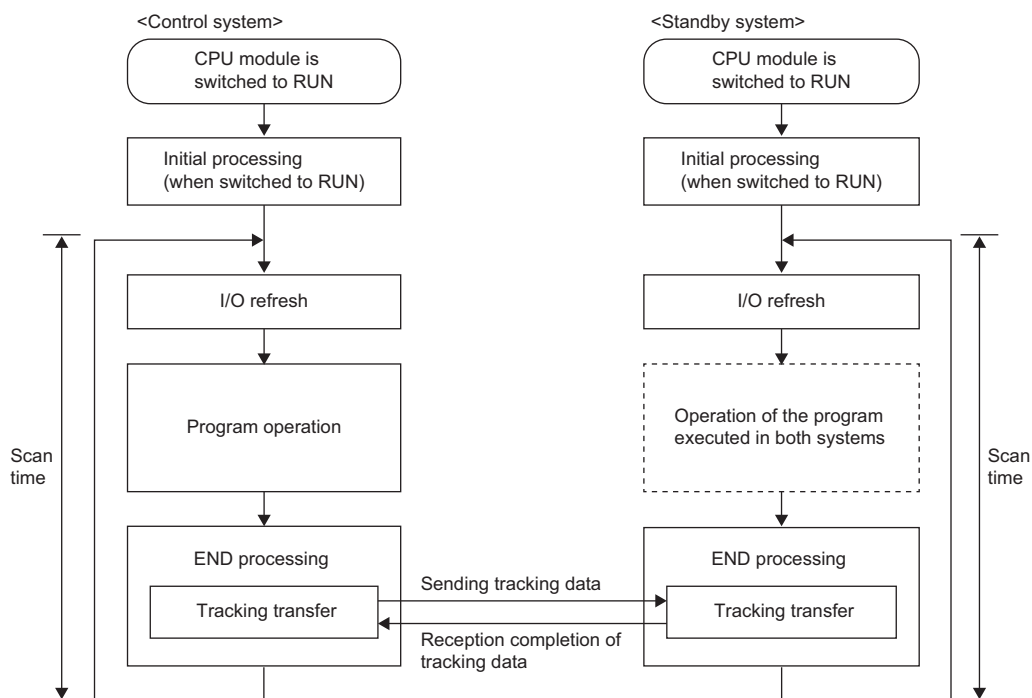 <Control system>
CPU module is
switched to RUN
Initial processing
(when switched to RUN)
I/O refresh
Program operation
Scan
time
END processing
Tracking transfer
Sending tracking data
Reception completion of
tracking data
<Standby system>
CPU module is
switched to RUN
Initial processing
(when switched to RUN)
I/O refresh
Operation of the program
executed in both systems
Scan
time
END processing
Tracking transfer